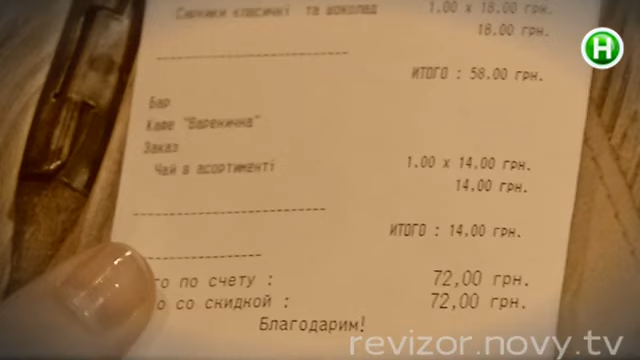 Сирники класичні та шоколад 1.00 x 18.00 грн.
18.00 грн.
ИТОГО : 58.00 грн.
Бар
Кафе "Варенична"
Заказ
Чай в асортименті 1.00 x 14.00 грн.
14.00 грн.
ИТОГО : 14.00 грн.
го по счету : 72,00 грн.
о со скидкой : 72,00 грн.
Благодарим!
Н
revizor.novy.tv